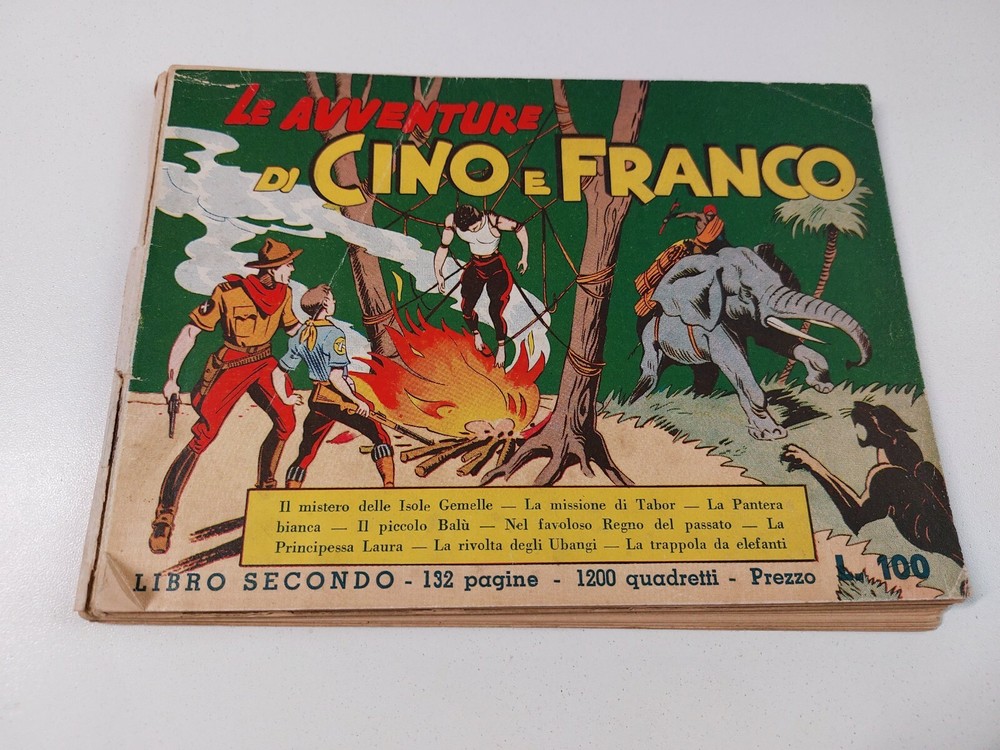 LE AVVENTURE
DI CINO E FRANCO
Il mistero delle Isole Gemelle — La missione di Tabor — La Pantera
bianca — Il piccolo Balù — Nel favoloso Regno del passato — La
Principessa Laura — La rivolta degli Ubangi — La trappola da elefanti
LIBRO SECONDO - 132 pagine - 1200 quadretti - Prezzo L. 100